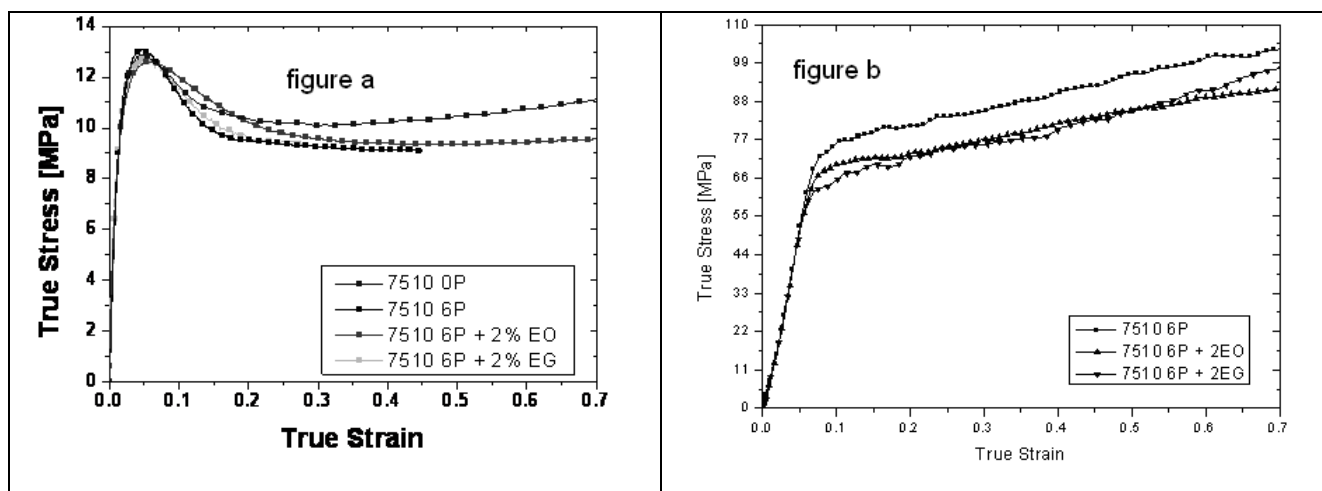 figure a
True Stress [MPa]
14
12
10
8
6
4
2
0
0.0 0.1 0.2 0.3 0.4 0.5 0.6 0.7
True Strain
7510 0P
7510 6P
7510 6P + 2% EO
7510 6P + 2% EG
figure b
True Stress [MPa]
110
99
88
77
66
55
44
33
22
11
0
0.0 0.1 0.2 0.3 0.4 0.5 0.6 0.7
True Strain
7510 6P
7510 6P + 2EO
7510 6P + 2EG